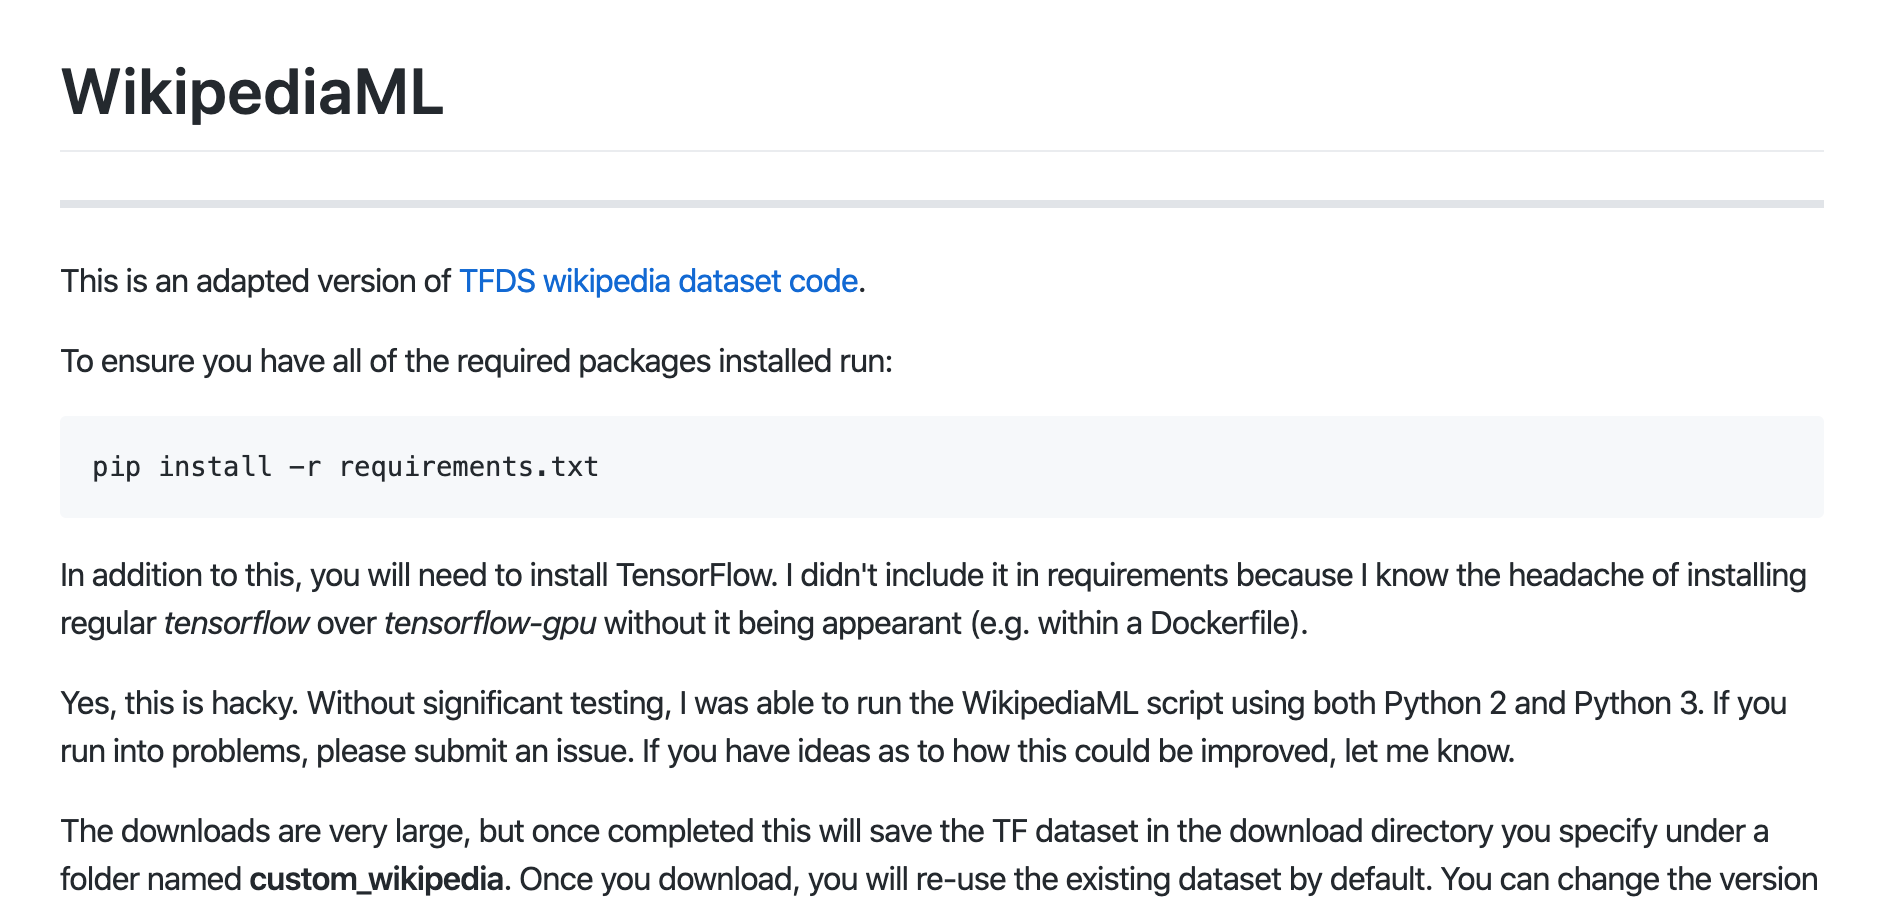 WikipediaML
This is an adapted version of TFDS wikipedia dataset code.
To ensure you have all of the required packages installed run:
pip install -r requirements.txt
In addition to this, you will need to install TensorFlow. I didn't include it in requirements because I know the headache of installing
regular tensorflow over tensorflow-gpu without it being appearant (e.g. within a Dockerfile).
Yes, this is hacky. Without significant testing, I was able to run the WikipediaML script using both Python 2 and Python 3. If you
run into problems, please submit an issue. If you have ideas as to how this could be improved, let me know.
The downloads are very large, but once completed this will save the TF dataset in the download directory you specify under a
folder named custom_wikipedia. Once you download, you will re-use the existing dataset by default. You can change the version